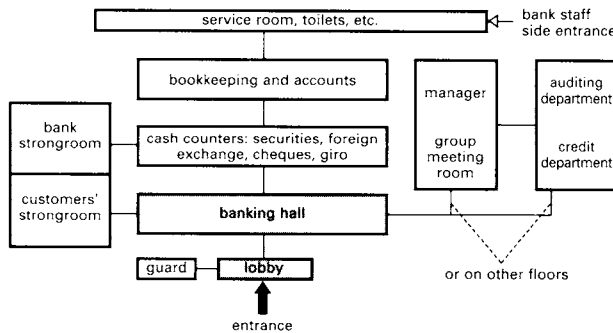 service room, toilets, etc.
bank staff
side entrance
bookkeeping and accounts
manager
group
meeting
room
auditing
department
credit
department
bank
strongroom
cash counters: securities, foreign
exchange, cheques, giro
customers'
strongroom
banking hall
guard
lobby
or on other floors
entrance